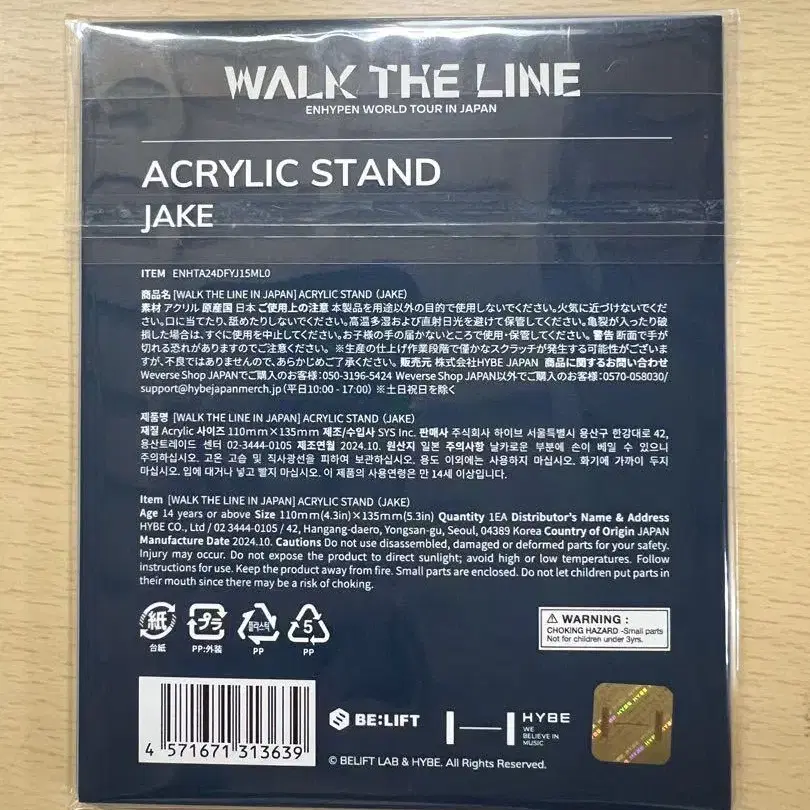 WALK THE LINE
ENHYPEN WORLD TOUR IN JAPAN
ACRYLIC STAND
JAKE
ITEM ENHTA24DFYJ15ML0
商品名 [WALK THE LINE IN JAPAN] ACRYLIC STAND (JAKE)
素材 アクリル 原産国 日本 ご使用上の注意 本製品を用途以外の目的で使用しないでください。火気に近づけないでくだ
さい。口に当てたり、舐めたりしないでください。高温多湿および直射日光を避けて保管してください。亀裂が入ったり破
損した場合は、すぐに使用を中止してください。お子様の手の届かないところで使用・保管してください。警告 断面で手が
切れる恐れがありますのでご注意ください。 ※生産の仕上げ作業段階で僅かなスクラッチが発生する可能性がございま
すが、不良ではありませんので、あらかじめご了承ください。販売元 株式会社HYBE JAPAN 商品に関するお問い合わせ
Weverse Shop JAPANでご購入のお客様:050-3196-5424 Weverse Shop JAPAN以外でご購入のお客様:0570-058030/
support@hybejapanmerch.jp (平日10:00 - 17:00) ※土日祝日を除く
제품명 [WALK THE LINE IN JAPAN] ACRYLIC STAND (JAKE)
재질 Acrylic 사이즈 110mm×135mm 제조/수입사 SYS Inc. 판매사 주식회사 하이브 서울특별시 용산구 한강대로 42,
용산트레이드 센터 02-3444-0105 제조연월 2024.10. 원산지 일본 주의사항 날카로운 부분에 손이 베일 수 있으니
주의하십시오. 고온 고습 및 직사광선을 피하여 보관하십시오. 용도 이외에는 사용하지 마십시오. 화기에 가까이 두지
마십시오. 입에 대거나 넣고 빨지 마십시오. 이 제품의 사용연령은 만 14세 이상입니다.
Item [WALK THE LINE IN JAPAN] ACRYLIC STAND (JAKE)
Age 14 years or above Size 110mm(4.3in)×135mm(5.3in) Quantity 1EA Distributor's Name & Address
HYBE CO., Ltd / 02 3444-0105 / 42, Hangang-daero, Yongsan-gu, Seoul, 04389 Korea Country of Origin JAPAN
Manufacture Date 2024.10. Cautions Do not use disassembled, damaged or deformed parts for your safety.
Injury may occur. Do not expose the product to direct sunlight; avoid high or low temperatures. Follow
instructions for use. Keep the product away from fire. Small parts are enclosed. Do not let children put parts in
their mouth since there may be a risk of choking.
紙 プラ 플라스틱 5
台紙 PP:外装 PP PP
WARNING :
CHOKING HAZARD -Small parts
Not for children under 3yrs.
4 571671 313639
BE:LIFT
HYBE
WE
BELIEVE IN
MUSIC
© BELIFT LAB & HYBE. All Rights Reserved.